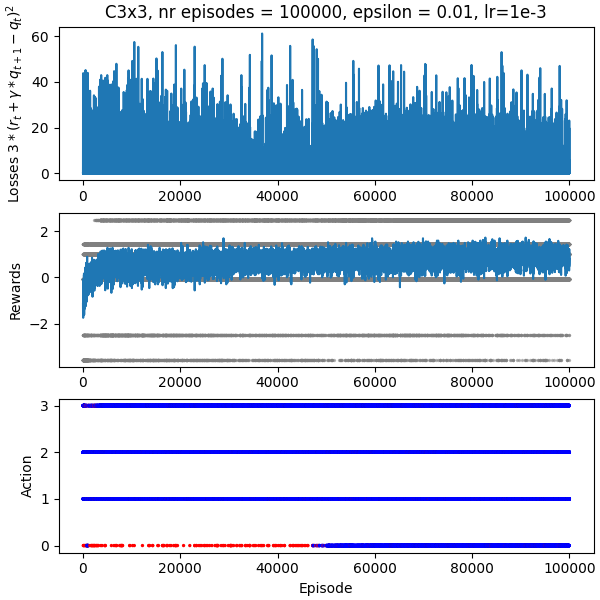 C3x3, nr episodes = 100000, epsilon = 0.01, lr=1e-3
Losses 3 * (r_t + γ * q_{t+1} − q_t)^2
60
40
20
0
0 20000 40000 60000 80000 100000
Rewards
2
0
−2
0 20000 40000 60000 80000 100000
Action
3
2
1
0
0 20000 40000 60000 80000 100000
Episode